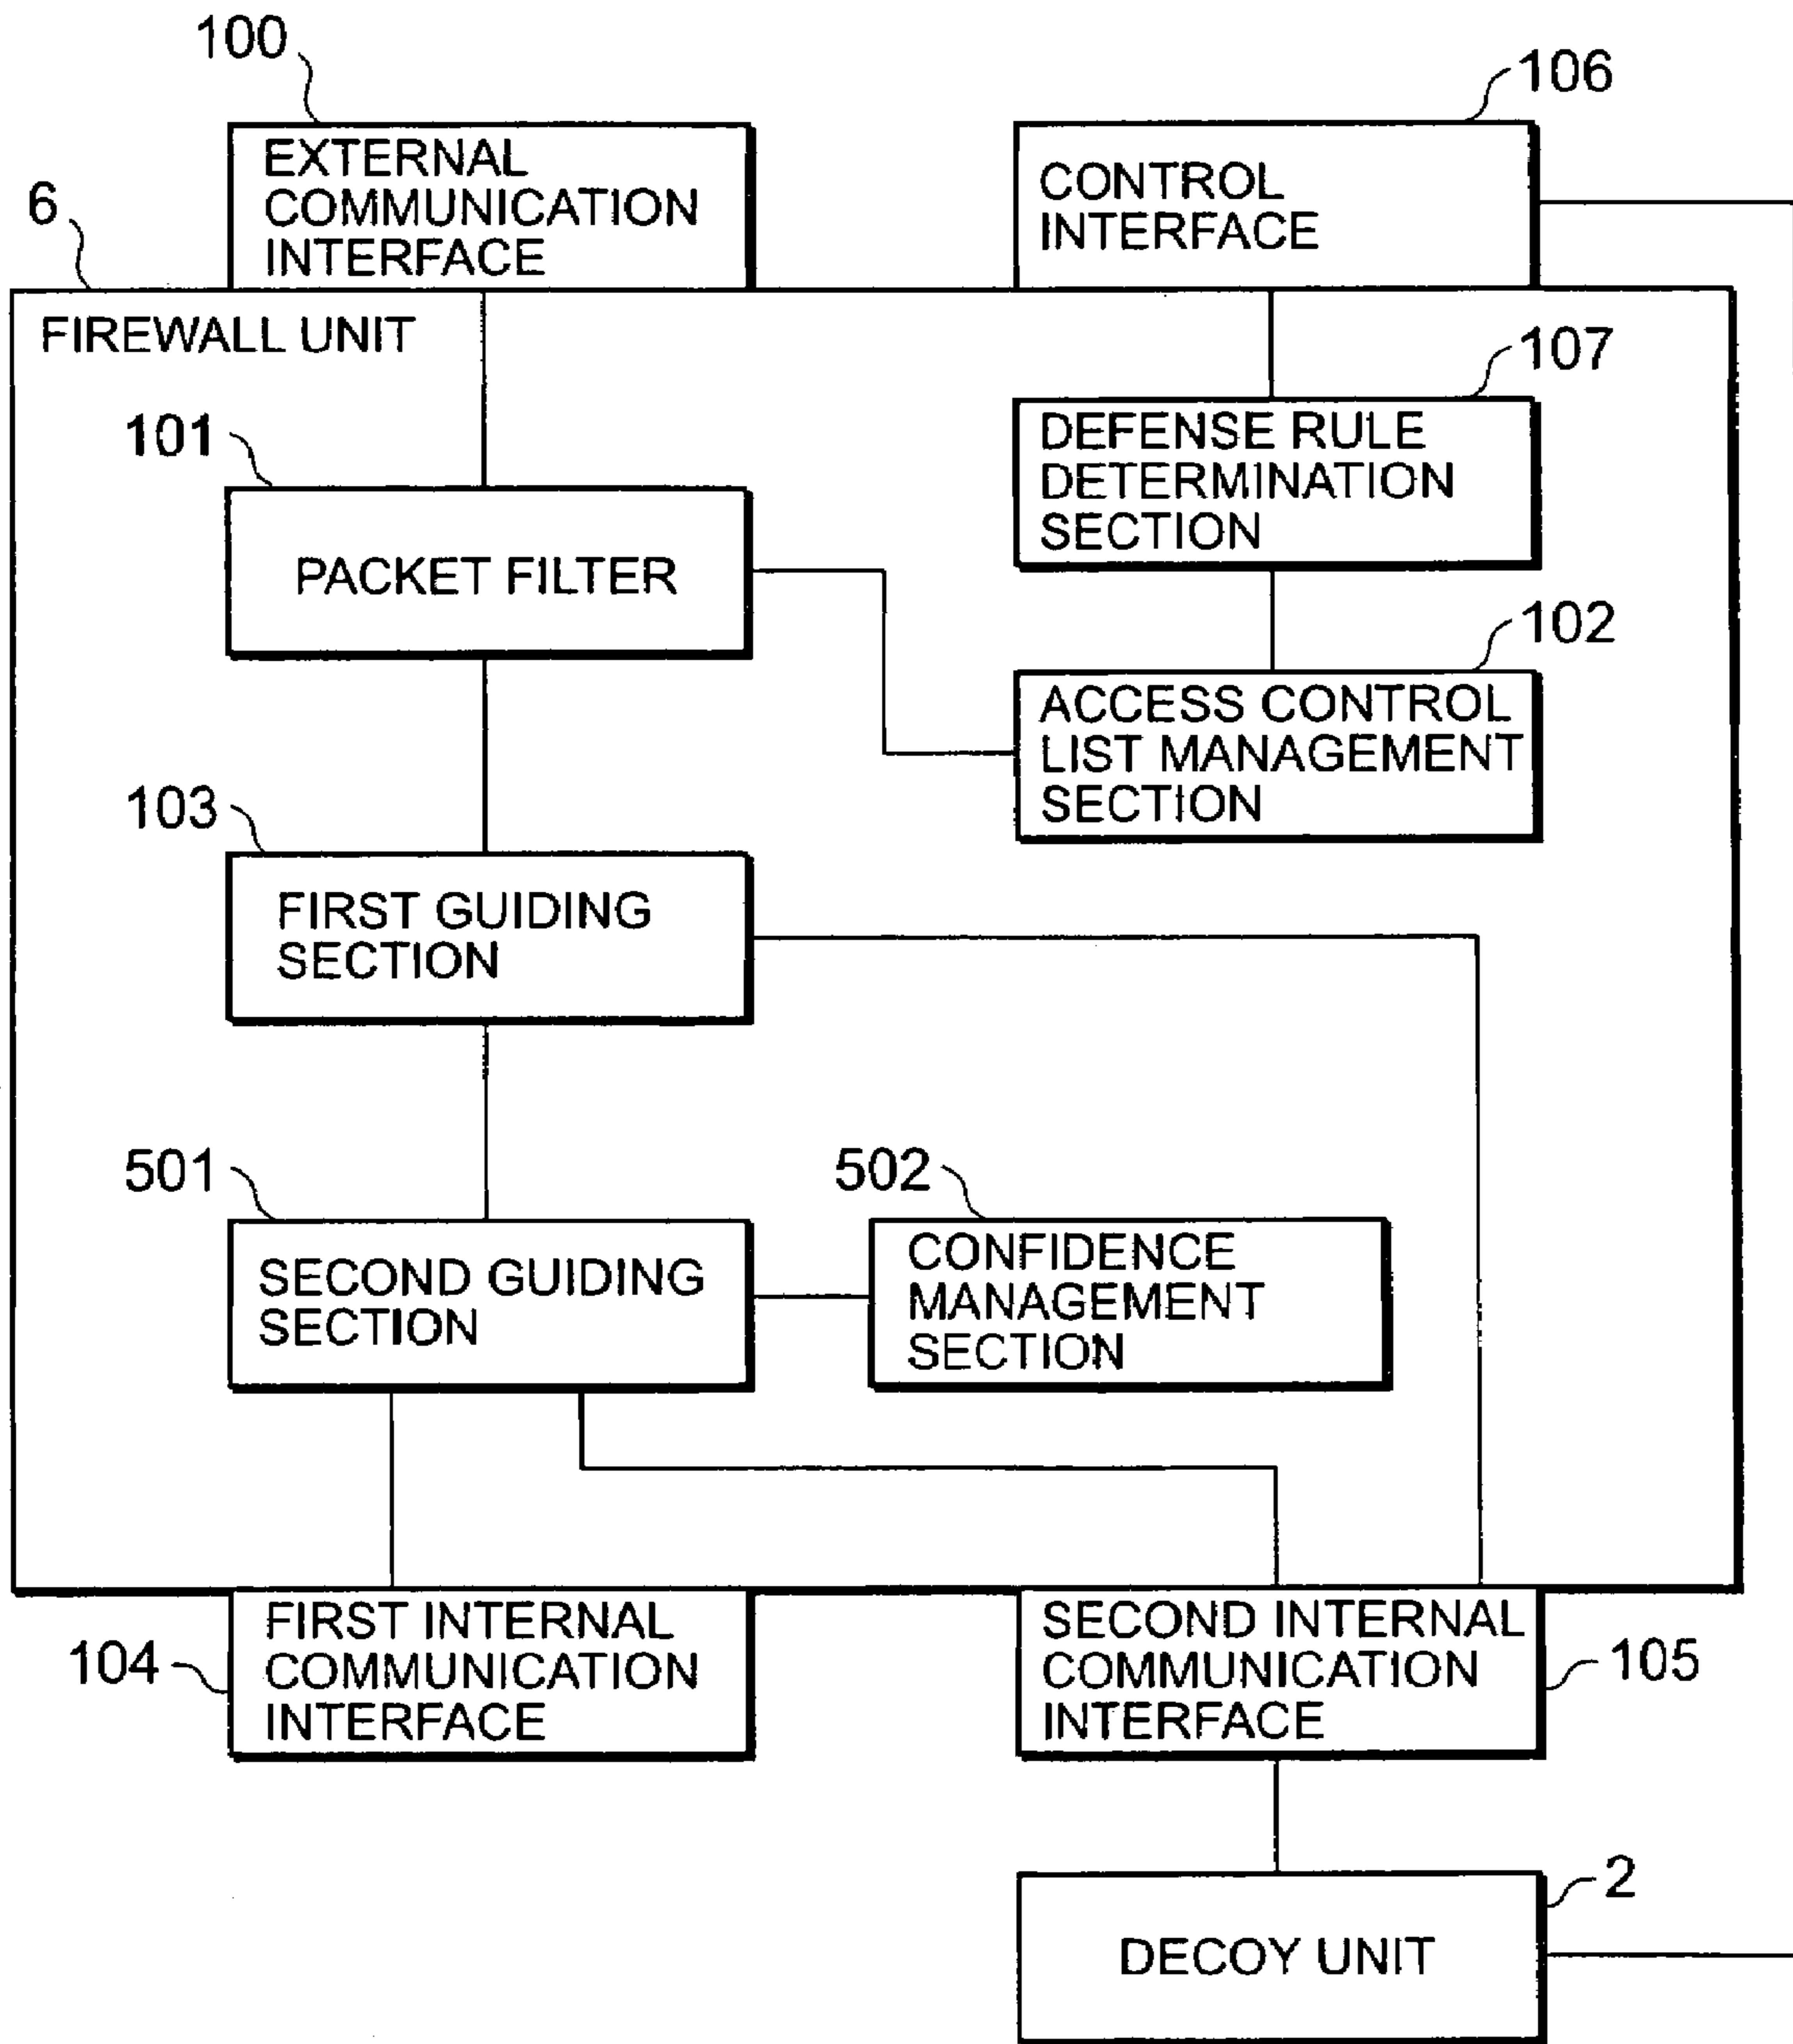 100
106
EXTERNAL
COMMUNICATION
INTERFACE
CONTROL
INTERFACE
6
FIREWALL UNIT
107
101
DEFENSE RULE
DETERMINATION
SECTION
PACKET FILTER
102
ACCESS CONTROL
LIST MANAGEMENT
SECTION
103
FIRST GUIDING
SECTION
501
502
SECOND GUIDING
SECTION
CONFIDENCE
MANAGEMENT
SECTION
FIRST INTERNAL
COMMUNICATION
INTERFACE
104
SECOND INTERNAL
COMMUNICATION
INTERFACE
105
2
DECOY UNIT